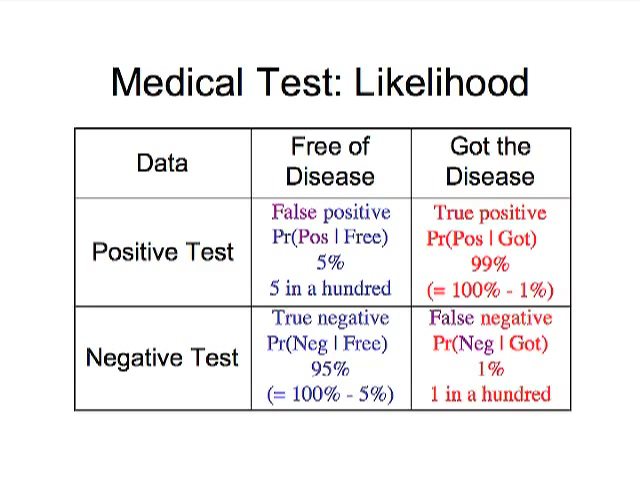 Medical Test: Likelihood
Data
Free of
Disease
Got the
Disease
Positive Test
False positive
Pr(Pos | Free)
5%
5 in a hundred
True positive
Pr(Pos | Got)
99%
(= 100% - 1%)
Negative Test
True negative
Pr(Neg | Free)
95%
(= 100% - 5%)
False negative
Pr(Neg | Got)
1%
1 in a hundred